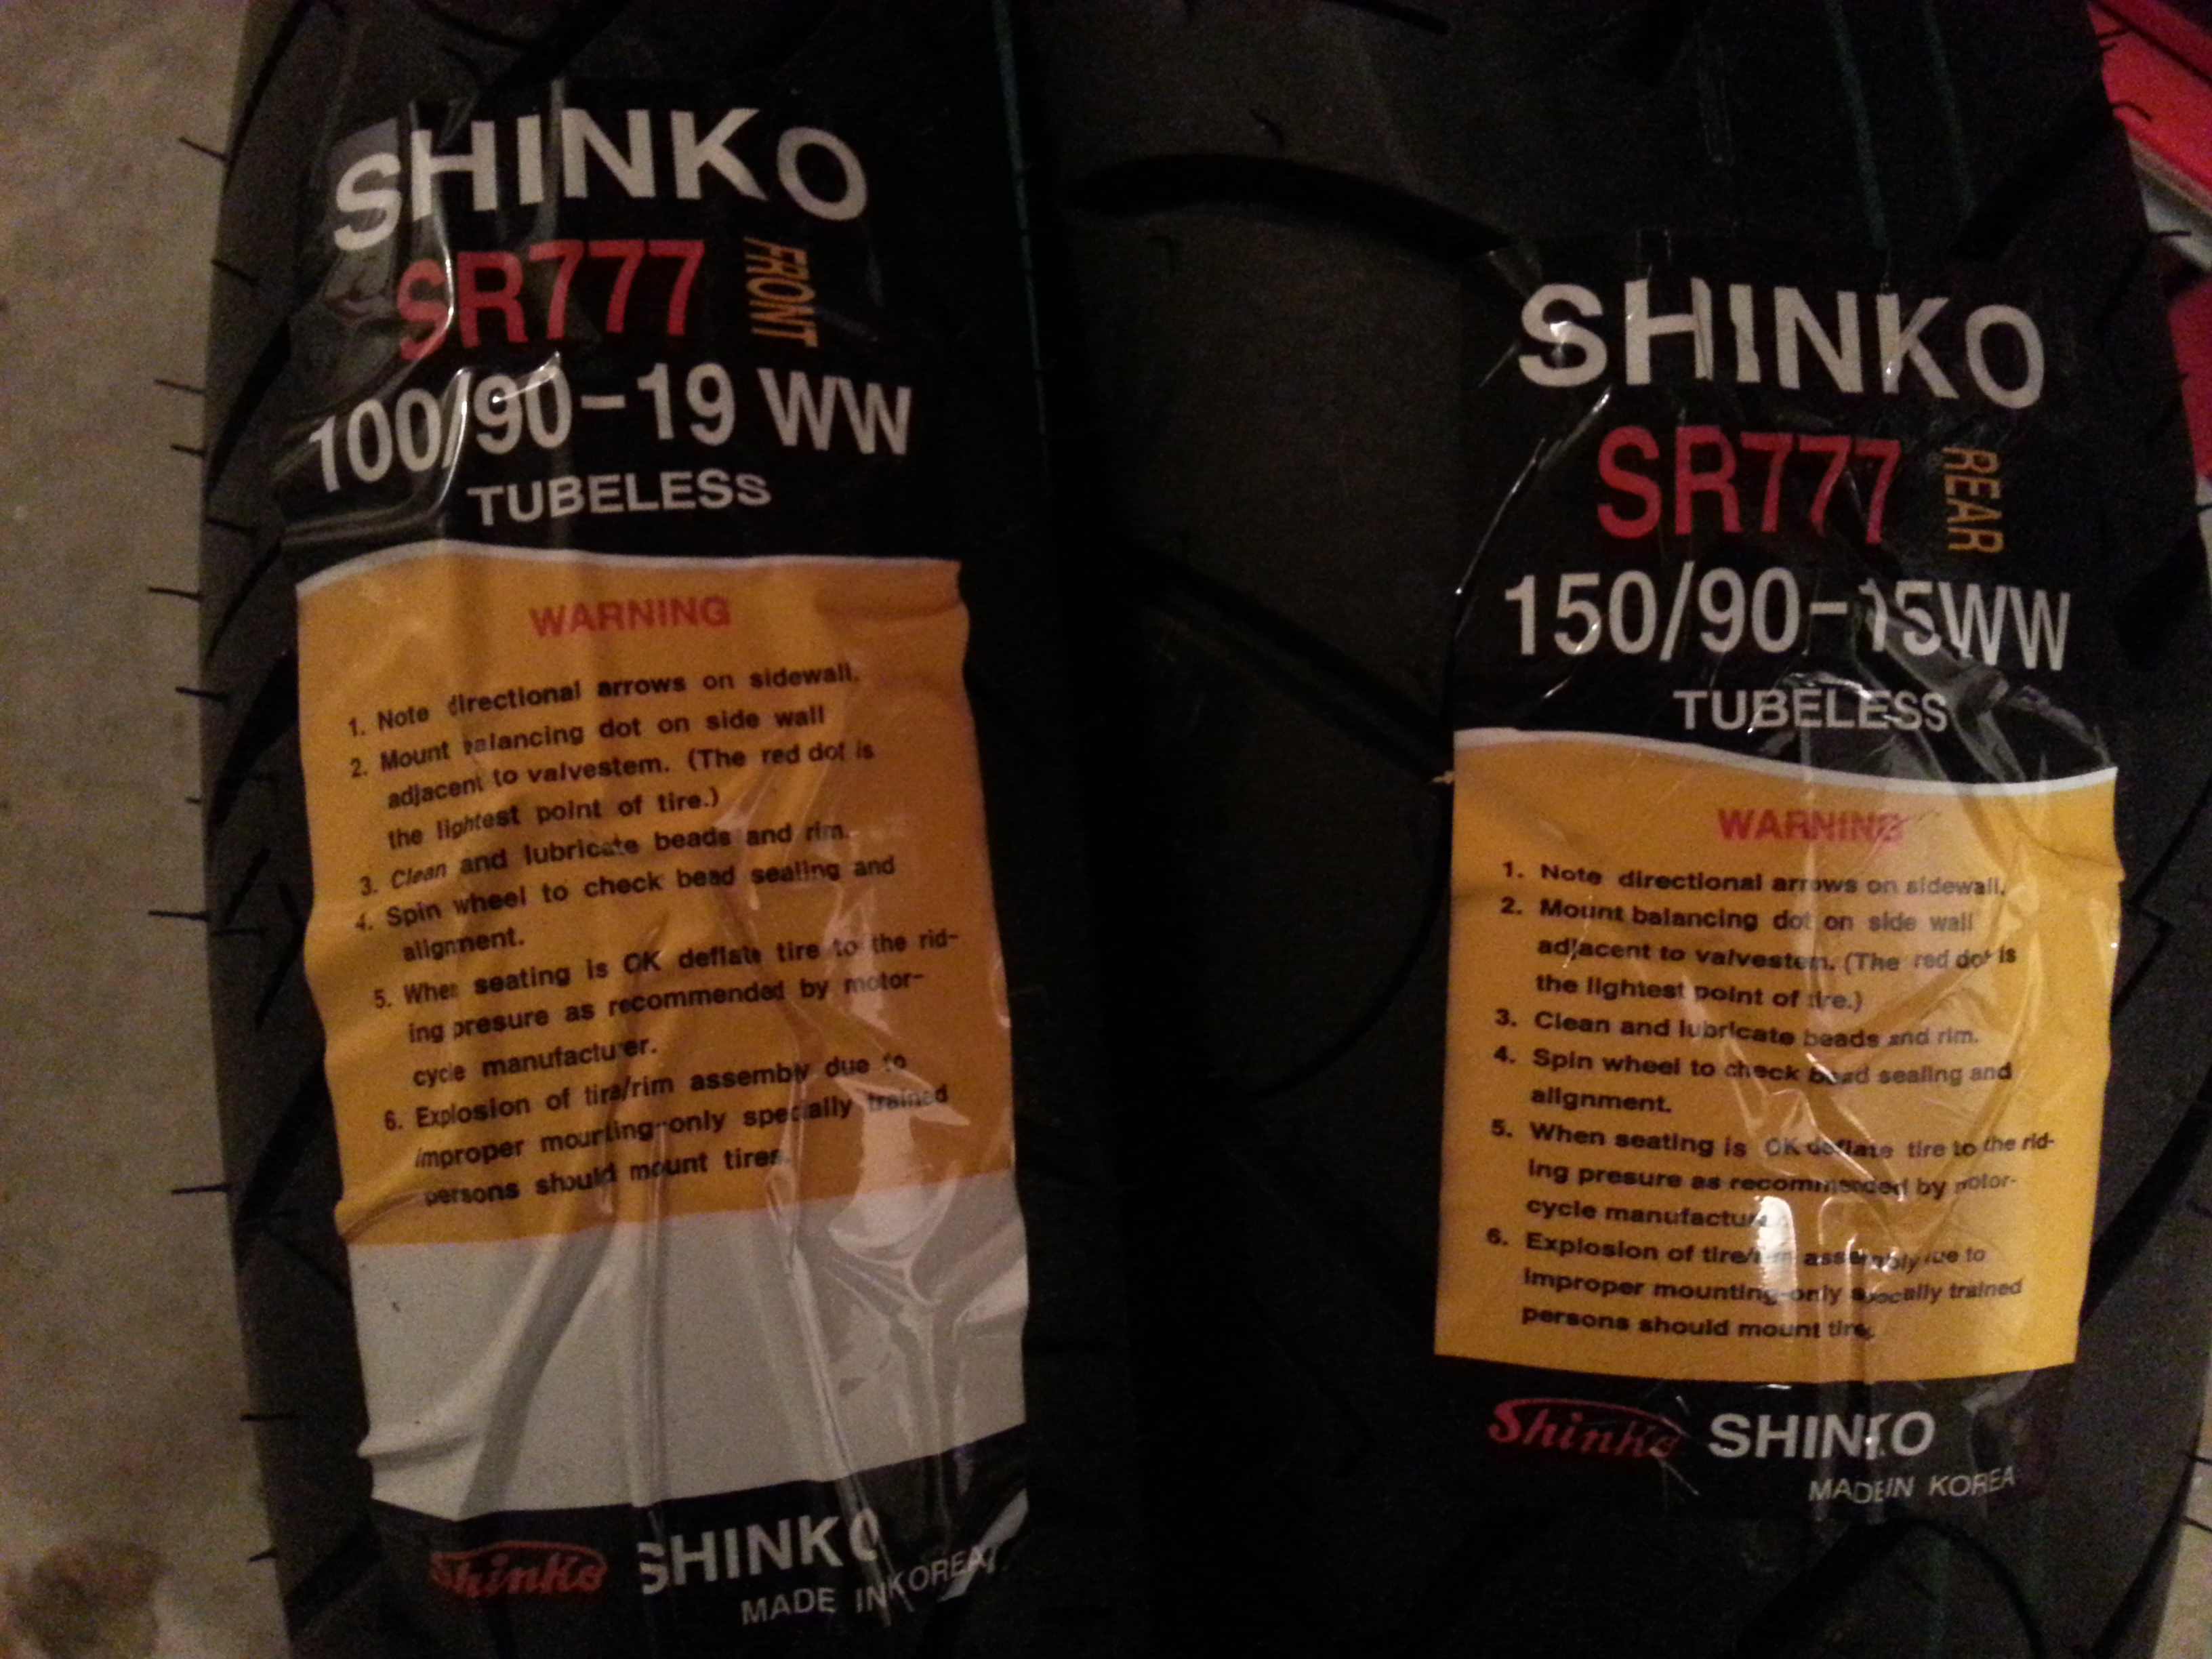 SHINKO
SR777 FRONT
100/90-19 WW
TUBELESS
WARNING
1. Note directional arrows on sidewall.
2. Mount balancing dot on side wall
adjacent to valvestem. (The red dot is
the lightest point of tire.)
3. Clean and lubricate beads and rim.
4. Spin wheel to check bead sealing and
alignment.
5. When seating is OK deflate tire to the rid-
ing presure as recommended by motor-
cycle manufacturer.
6. Explosion of tire/rim assembly due to
improper mounting-only specially trained
persons should mount tires.
Shinko SHINKO
MADE IN KOREA
SHINKO
SR777 REAR
150/90-15WW
TUBELESS
WARNING
1. Note directional arrows on sidewall.
2. Mount balancing dot on side wall
adjacent to valvestem. (The red dot is
the lightest point of tire.)
3. Clean and lubricate beads and rim.
4. Spin wheel to check bead sealing and
alignment.
5. When seating is OK deflate tire to the rid-
ing presure as recommended by motor-
cycle manufacturer.
6. Explosion of tire/rim assembly due to
improper mounting-only specially trained
persons should mount tires.
Shinko SHINKO
MADE IN KOREA